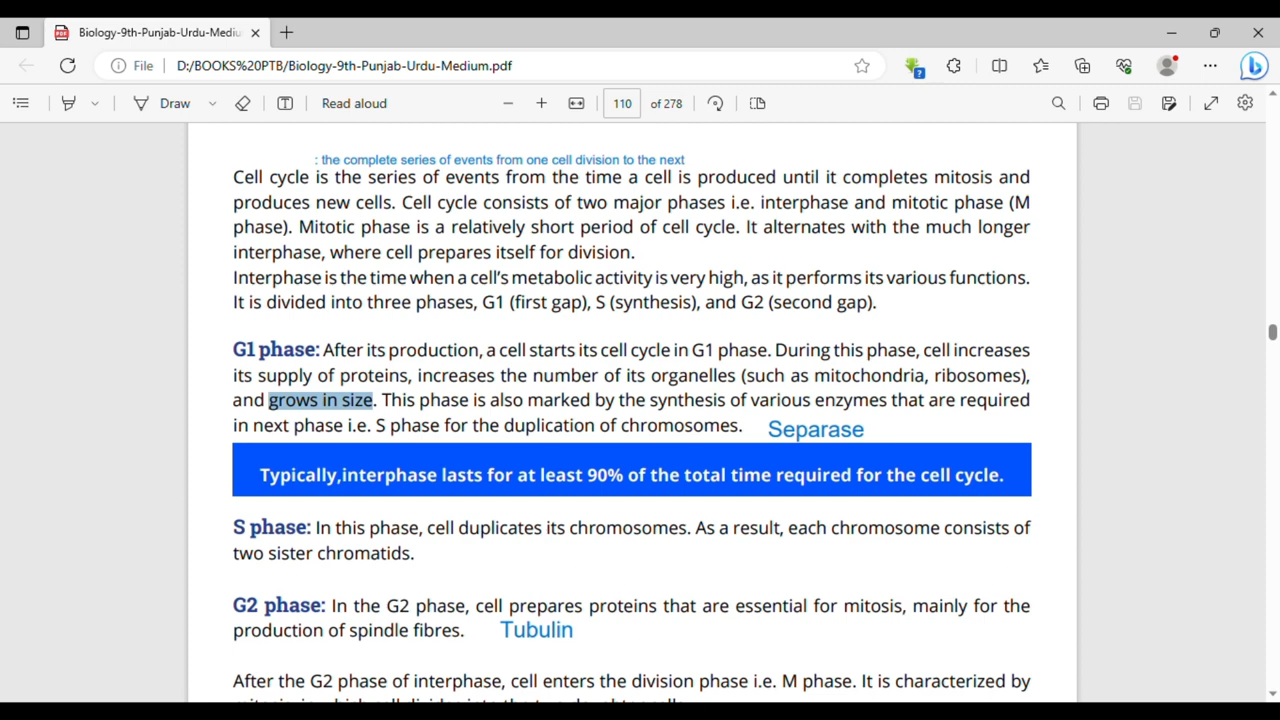 Biology-9th-Punjab-Urdu-Mediu
File
D:/BOOKS%20PTB/Biology-9th-Punjab-Urdu-Medium.pdf
Draw
Read aloud
110 of 278
: the complete series of events from one cell division to the next
Cell cycle is the series of events from the time a cell is produced until it completes mitosis and
produces new cells. Cell cycle consists of two major phases i.e. interphase and mitotic phase (M
phase). Mitotic phase is a relatively short period of cell cycle. It alternates with the much longer
interphase, where cell prepares itself for division.
Interphase is the time when a cell's metabolic activity is very high, as it performs its various functions.
It is divided into three phases, G1 (first gap), S (synthesis), and G2 (second gap).
G1 phase: After its production, a cell starts its cell cycle in G1 phase. During this phase, cell increases
its supply of proteins, increases the number of its organelles (such as mitochondria, ribosomes),
and grows in size. This phase is also marked by the synthesis of various enzymes that are required
in next phase i.e. S phase for the duplication of chromosomes. Separase
Typically,interphase lasts for at least 90% of the total time required for the cell cycle.
S phase: In this phase, cell duplicates its chromosomes. As a result, each chromosome consists of
two sister chromatids.
G2 phase: In the G2 phase, cell prepares proteins that are essential for mitosis, mainly for the
production of spindle fibres. Tubulin
After the G2 phase of interphase, cell enters the division phase i.e. M phase. It is characterized by